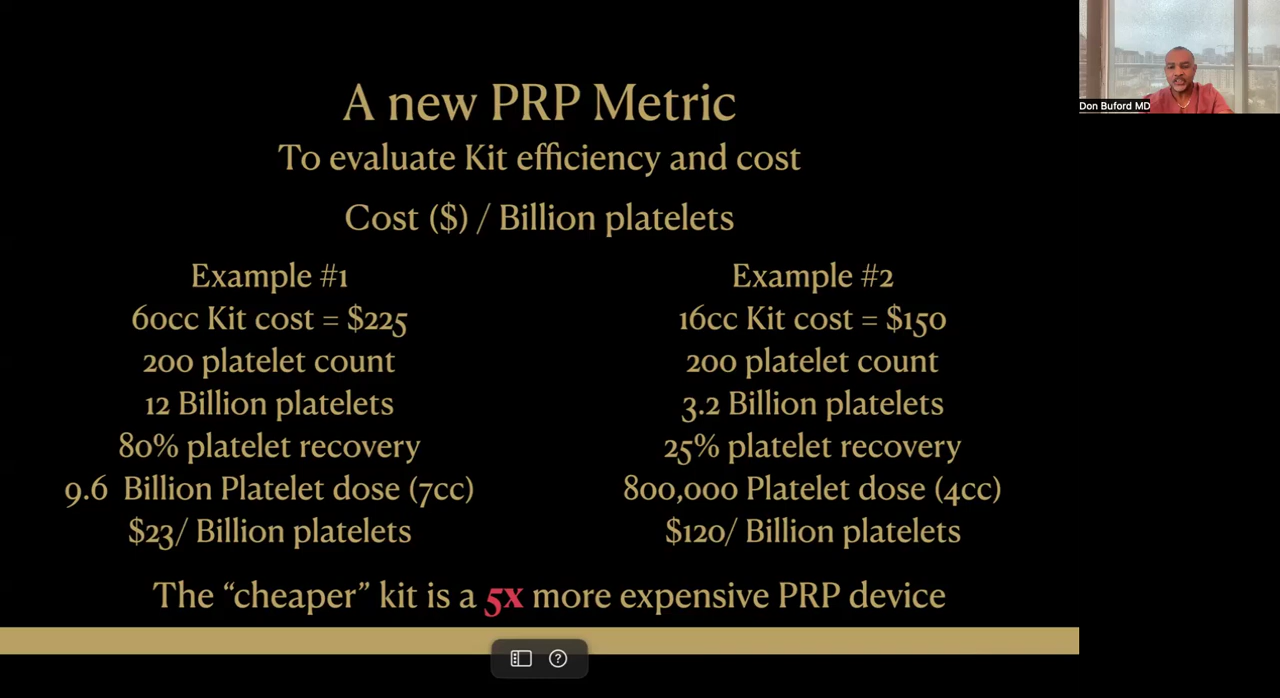 A new PRP Metric
To evaluate Kit efficiency and cost
Cost ($) / Billion platelets
Example #1
60cc Kit cost = $225
200 platelet count
12 Billion platelets
80% platelet recovery
9.6 Billion Platelet dose (7cc)
$23/ Billion platelets
Example #2
16cc Kit cost = $150
200 platelet count
3.2 Billion platelets
25% platelet recovery
800,000 Platelet dose (4cc)
$120/ Billion platelets
The “cheaper” kit is a 5x more expensive PRP device
Don Buford MD
?